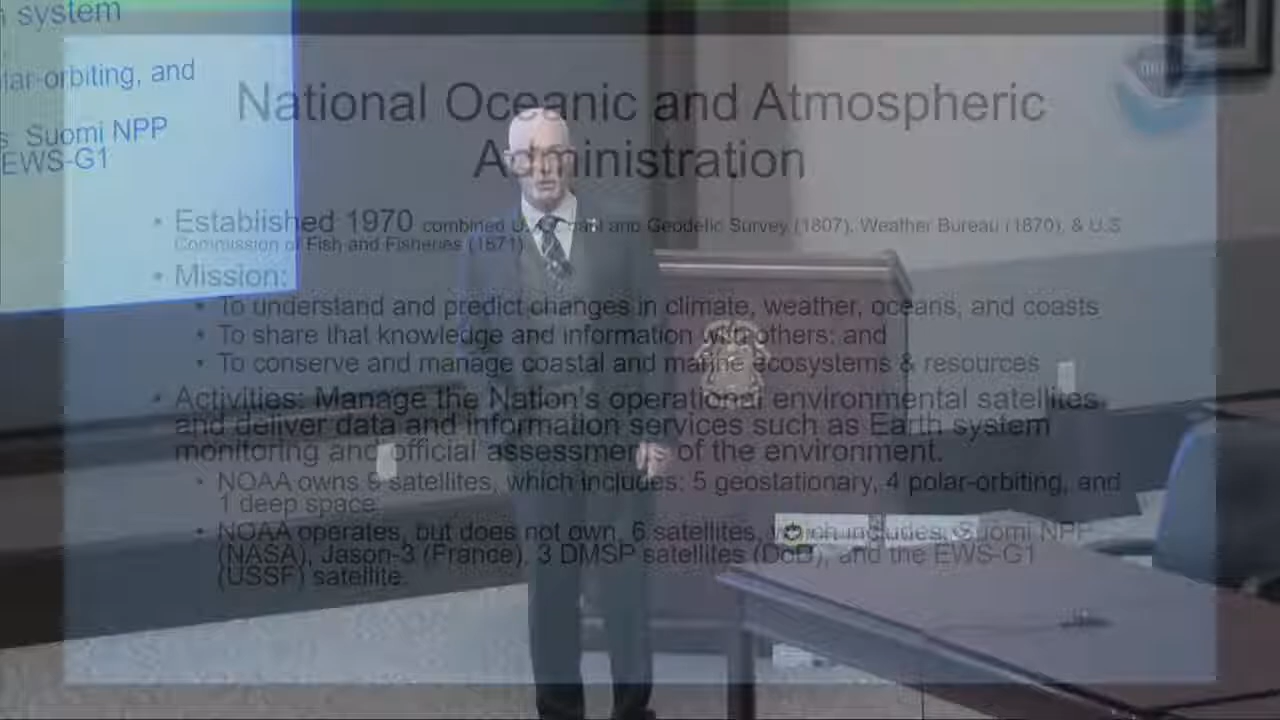 system
lar-orbiting, and
s Suomi NPP
EWS-G1
National Oceanic and Atmospheric
Administration
• Established 1970 combined and Geodetic Survey (1807), Weather Bureau (1870), & U.S
Commission of Fish and Fisheries (1871)
• Mission:
• To understand and predict changes in climate, weather, oceans, and coasts
• To share that knowledge and information with others; and
• To conserve and manage coastal and marine ecosystems & resources
• Activities: Manage the Nation's operational environmental satellites
and deliver data and information services such as Earth system
monitoring and official assessment of the environment.
• NOAA owns 9 satellites, which includes: 5 geostationary, 4 polar-orbiting, and
1 deep space.
• NOAA operates, but does not own, 6 satellites, which includes: Suomi NPP
(NASA), Jason-3 (France), 3 DMSP satellites (DoD), and the EWS-G1
(USSF) satellite.